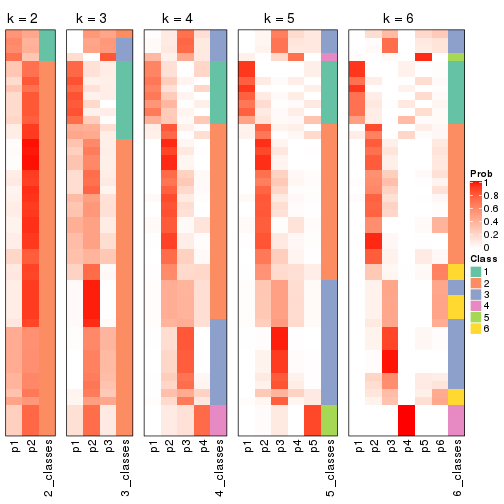 k = 2
k = 3
k = 4
k = 5
k = 6
p1
p2
2_classes
p1
p2
p3
3_classes
p1
p2
p3
p4
4_classes
p1
p2
p3
p4
p5
5_classes
p1
p2
p3
p4
p5
p6
6_classes
Prob
1
0.8
0.6
0.4
0.2
0
Class
1
2
3
4
5
6